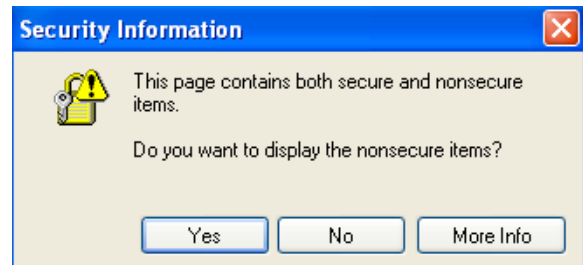 Security Information
This page contains both secure and nonsecure
items.
Do you want to display the nonsecure items?
Yes
No
More Info